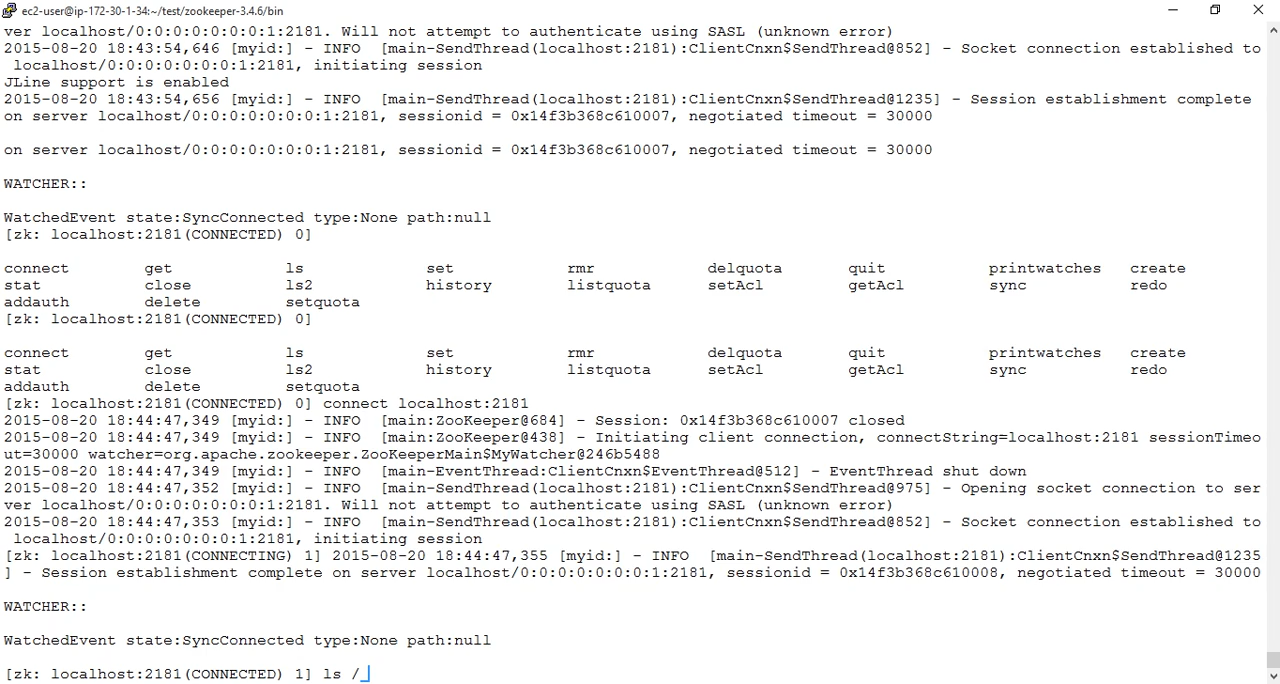 ec2-user@ip-172-30-1-34:~/test/zookeeper-3.4.6/bin
ver localhost/0:0:0:0:0:0:0:1:2181. Will not attempt to authenticate using SASL (unknown error)
2015-08-20 18:43:54,646 [myid:] - INFO  [main-SendThread(localhost:2181):ClientCnxn$SendThread@852] - Socket connection established to
 localhost/0:0:0:0:0:0:0:1:2181, initiating session
JLine support is enabled
2015-08-20 18:43:54,656 [myid:] - INFO  [main-SendThread(localhost:2181):ClientCnxn$SendThread@1235] - Session establishment complete
on server localhost/0:0:0:0:0:0:0:1:2181, sessionid = 0x14f3b368c610007, negotiated timeout = 30000
on server localhost/0:0:0:0:0:0:0:1:2181, sessionid = 0x14f3b368c610007, negotiated timeout = 30000
WATCHER::
WatchedEvent state:SyncConnected type:None path:null
[zk: localhost:2181(CONNECTED) 0]
connect        get            ls             set            rmr            delquota       quit           printwatches   create
stat           close          ls2            history        listquota      setAcl         getAcl         sync           redo
addauth        delete         setquota
[zk: localhost:2181(CONNECTED) 0]
connect        get            ls             set            rmr            delquota       quit           printwatches   create
stat           close          ls2            history        listquota      setAcl         getAcl         sync           redo
addauth        delete         setquota
[zk: localhost:2181(CONNECTED) 0] connect localhost:2181
2015-08-20 18:44:47,349 [myid:] - INFO  [main:ZooKeeper@684] - Session: 0x14f3b368c610007 closed
2015-08-20 18:44:47,349 [myid:] - INFO  [main:ZooKeeper@438] - Initiating client connection, connectString=localhost:2181 sessionTimeo
ut=30000 watcher=org.apache.zookeeper.ZooKeeperMain$MyWatcher@246b5488
2015-08-20 18:44:47,349 [myid:] - INFO  [main-EventThread:ClientCnxn$EventThread@512] - EventThread shut down
2015-08-20 18:44:47,352 [myid:] - INFO  [main-SendThread(localhost:2181):ClientCnxn$SendThread@975] - Opening socket connection to ser
ver localhost/0:0:0:0:0:0:0:1:2181. Will not attempt to authenticate using SASL (unknown error)
2015-08-20 18:44:47,353 [myid:] - INFO  [main-SendThread(localhost:2181):ClientCnxn$SendThread@852] - Socket connection established to
 localhost/0:0:0:0:0:0:0:1:2181, initiating session
[zk: localhost:2181(CONNECTING) 1] 2015-08-20 18:44:47,355 [myid:] - INFO  [main-SendThread(localhost:2181):ClientCnxn$SendThread@1235
] - Session establishment complete on server localhost/0:0:0:0:0:0:0:1:2181, sessionid = 0x14f3b368c610008, negotiated timeout = 30000
WATCHER::
WatchedEvent state:SyncConnected type:None path:null
[zk: localhost:2181(CONNECTED) 1] ls /